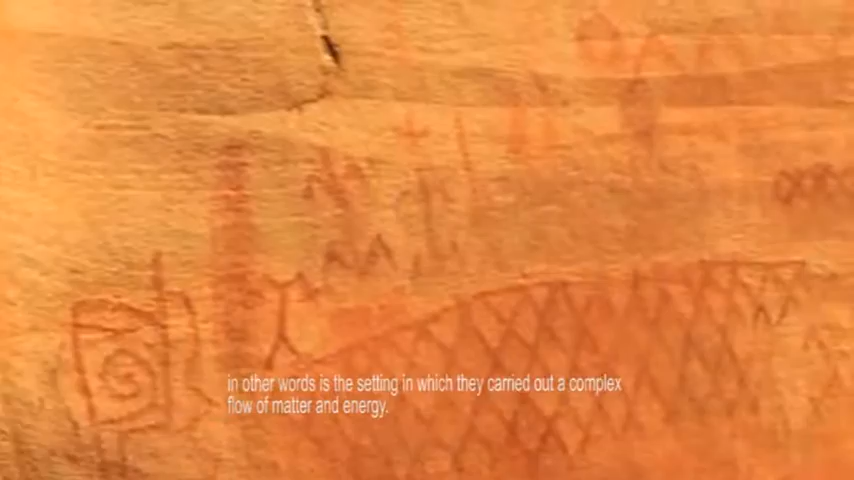 in other words is the setting in which they carried out a complex
flow of matter and energy.